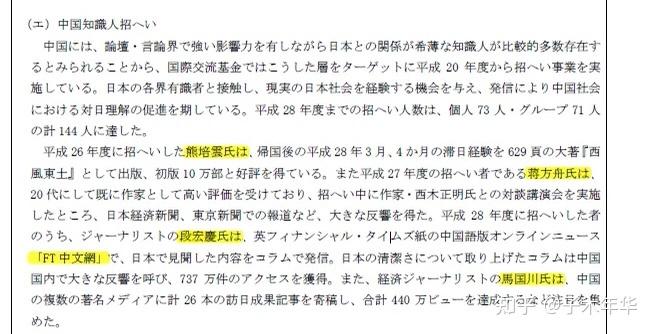 （エ）中国知識人招へい
中国には、論壇・言論界で強い影響力を有しながら日本との関係が希薄な知識人が比較的多数存在す
るとみられることから、国際交流基金ではこうした層をターゲットに平成 20 年度から招へい事業を実
施している。日本の各界有識者と接触し、現実の日本社会を経験する機会を与え、発信により中国社会
における対日理解の促進を期している。平成 28 年度までの招へい人数は、個人 73 人・グループ 71 人
の計 144 人に達した。
平成 26 年度に招へいした熊培雲氏は、帰国後の平成 28 年 3 月、4 か月の滞日経験を 629 頁の大著『西
風東土』として出版、初版 10 万部と好評を得ている。また平成 27 年度の招へい者である蒋方舟氏は、
20 代にして既に作家として高い評価を受けており、招へい中に作家・西木正明氏との対談講演会を実施
したところ、日本経済新聞、東京新聞での報道など、大きな反響を得た。平成 28 年度に招へいした者
のうち、ジャーナリストの段宏慶氏は、英フィナンシャル・タイムズ紙の中国語版オンラインニュース
「FT 中文網」で、日本で見聞した内容をコラムで発信。日本の清潔さについて取り上げたコラムは中国
国内で大きな反響を呼び、737 万件のアクセスを獲得。また、経済ジャーナリストの馬国川氏は、中国
の複数の著名メディアに計 26 本の訪日成果記事を寄稿し、合計 440 万ビューを達成するなど注目を集
めた。
知乎 @子木年华